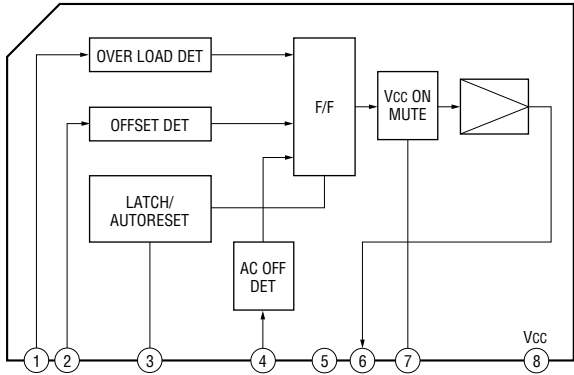 OVER LOAD DET
OFFSET DET
LATCH/
AUTORESET
F/F
VCC ON
MUTE
AC OFF
DET
VCC
1 2 3 4 5 6 7 8